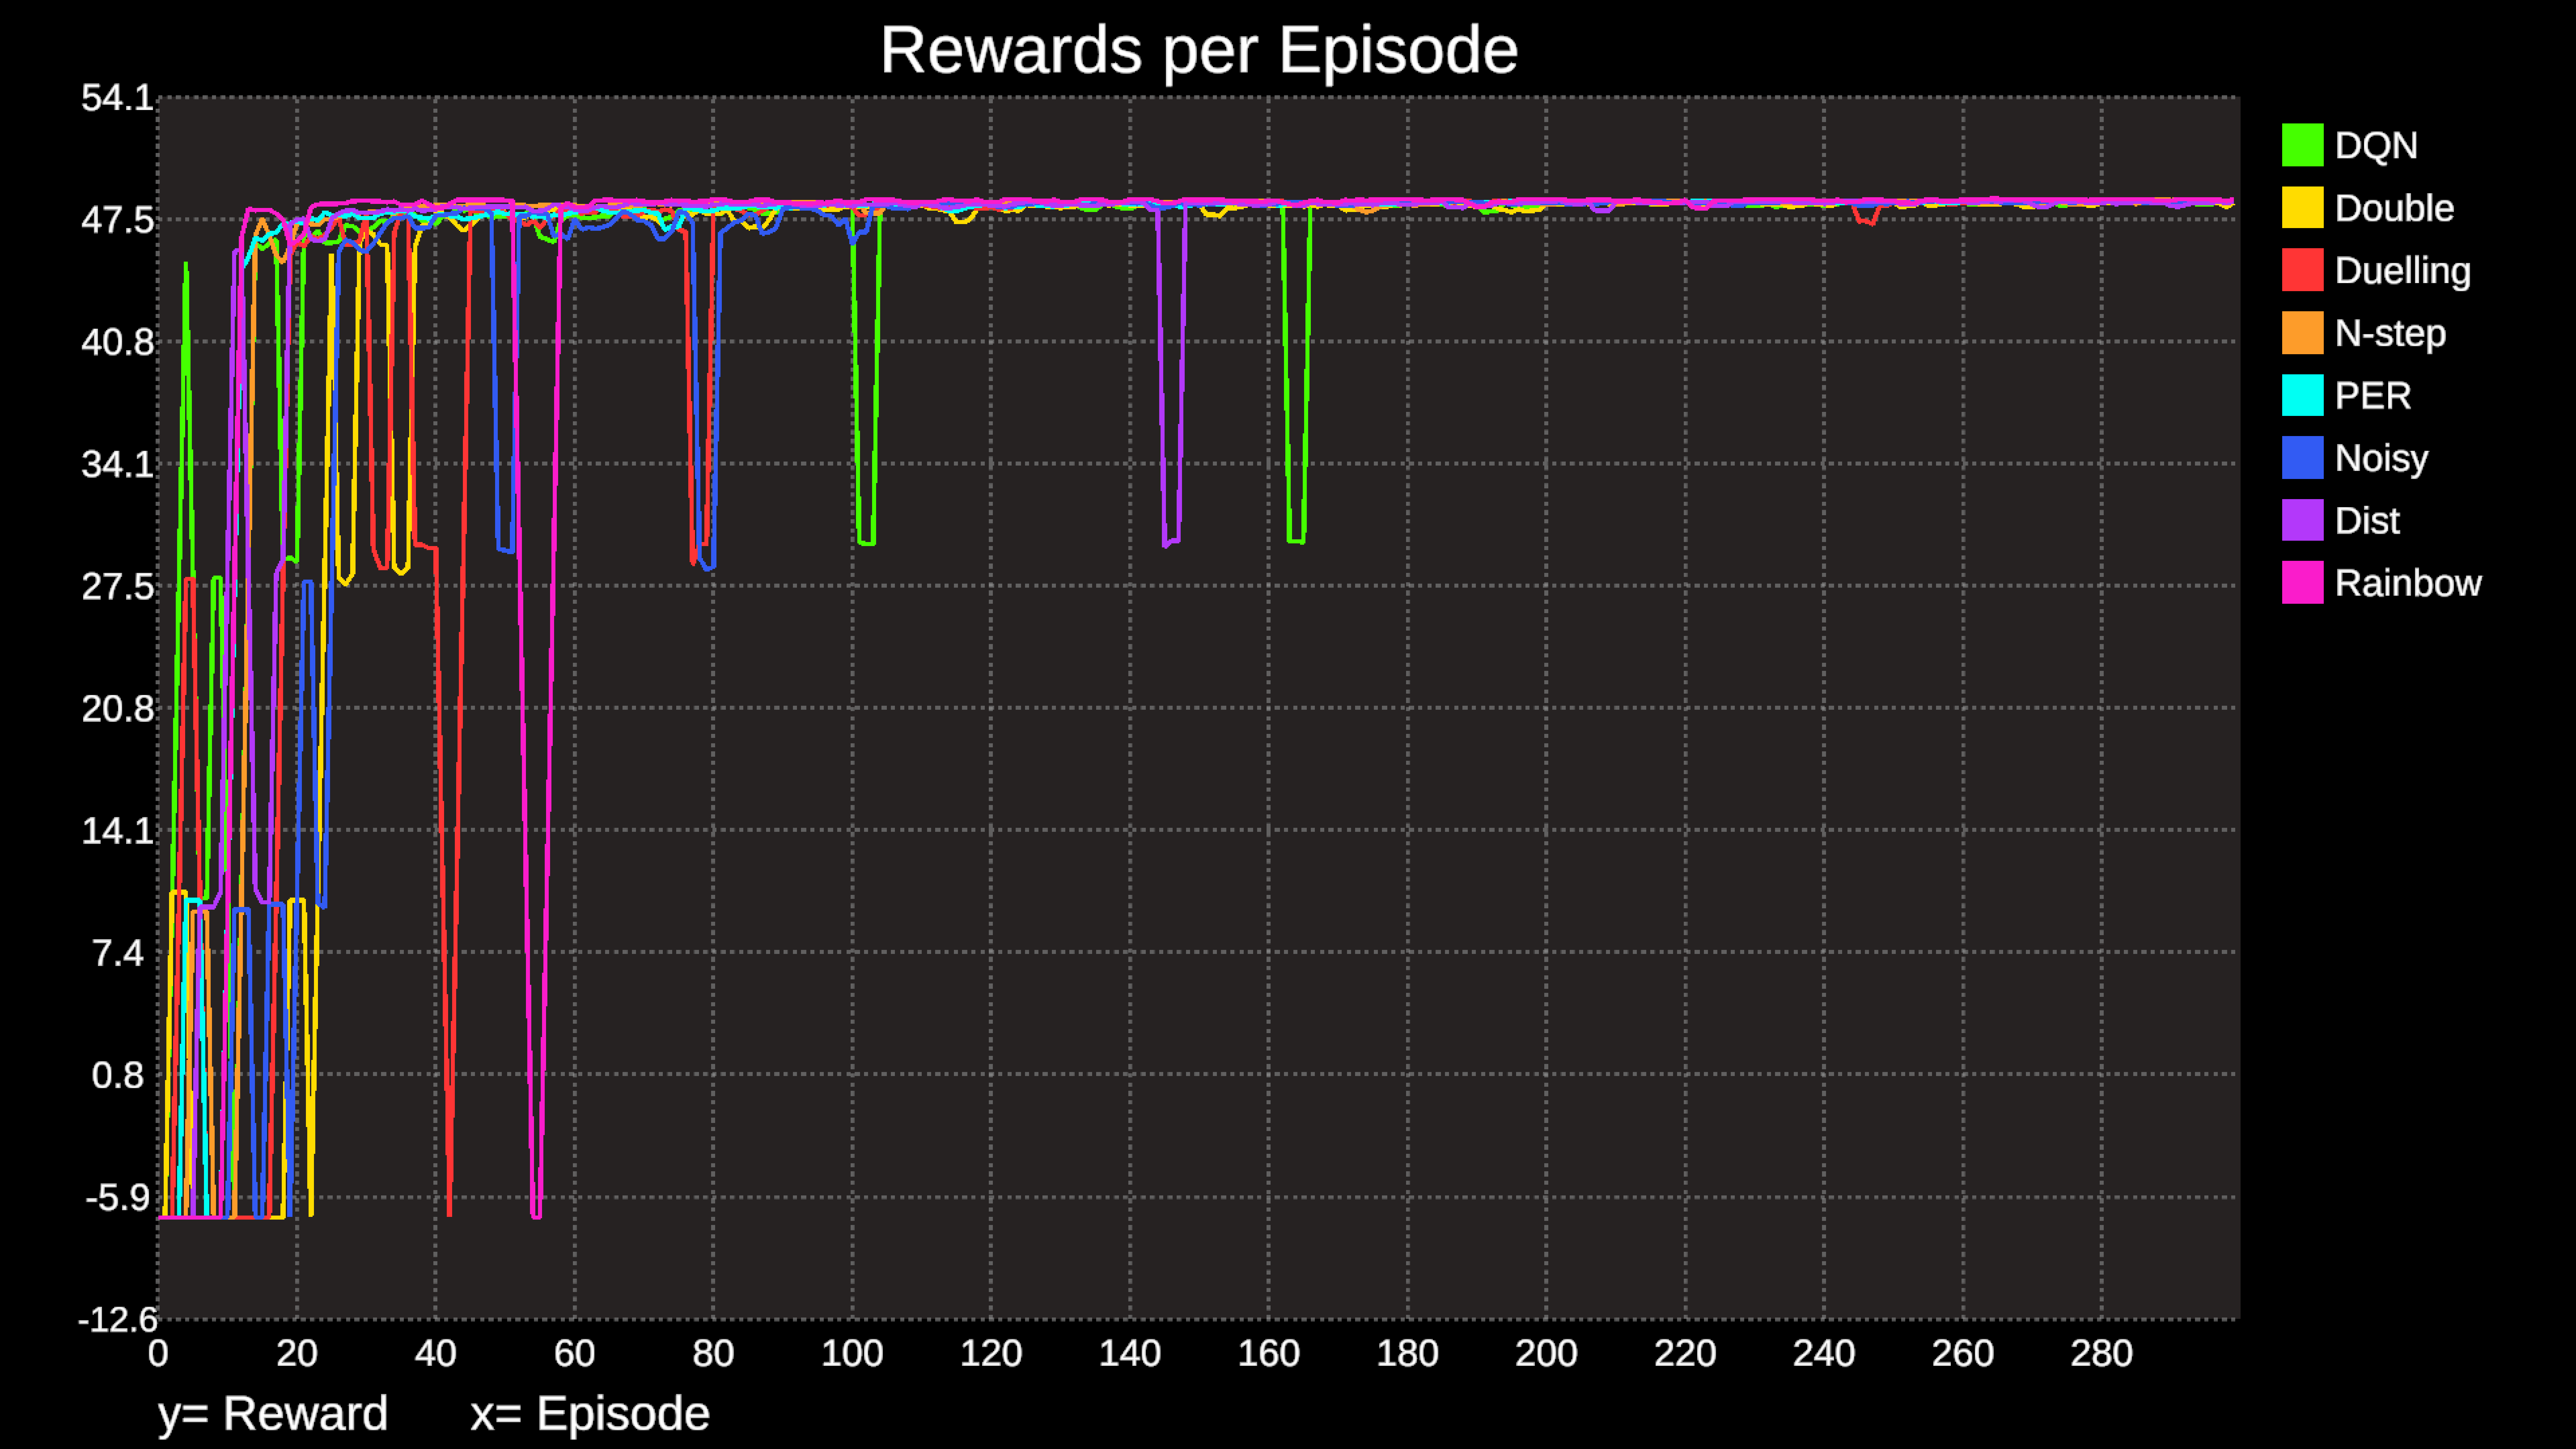 Rewards per Episode
54.1
47.5
40.8
34.1
27.5
20.8
14.1
7.4
0.8
-5.9
-12.6
0 20 40 60 80 100 120 140 160 180 200 220 240 260 280
y= Reward x= Episode
DQN
Double
Duelling
N-step
PER
Noisy
Dist
Rainbow